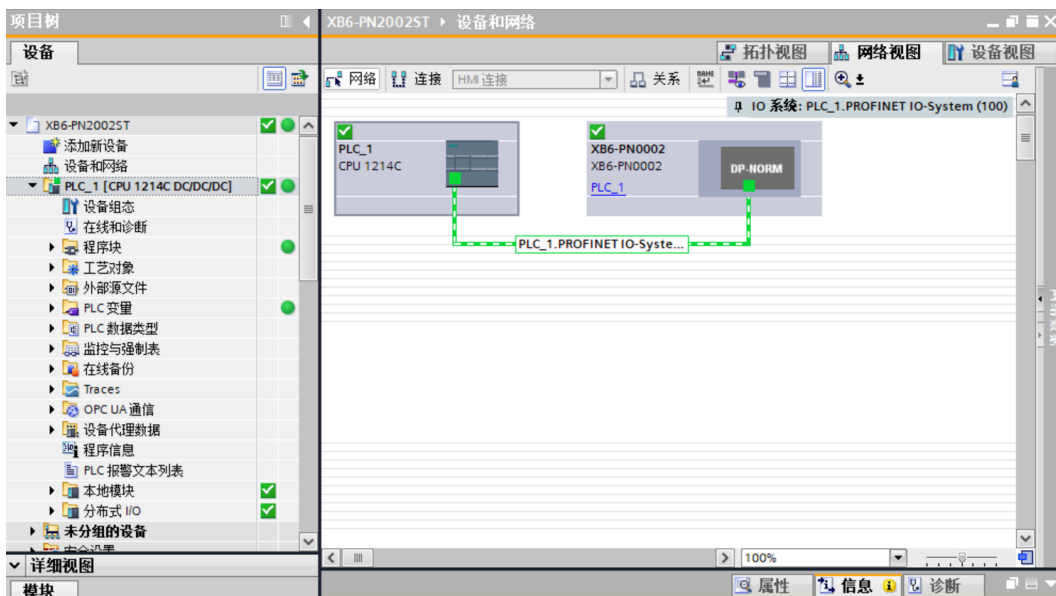 项目树
XB6-PN2002ST ▸ 设备和网络
设备
拓扑视图 网络视图 设备视图
网络 连接 HMI 连接 关系
IO 系统: PLC_1.PROFINET IO-System (100)
XB6-PN2002ST
添加新设备
设备和网络
PLC_1 [CPU 1214C DC/DC/DC]
设备组态
在线和诊断
程序块
工艺对象
外部源文件
PLC 变量
PLC 数据类型
监控与强制表
在线备份
Traces
OPC UA 通信
设备代理数据
程序信息
PLC 报警文本列表
本地模块
分布式 I/O
未分组的设备
详细视图
模块
PLC_1
CPU 1214C
XB6-PN0002
XB6-PN0002
PLC_1
DP-NORM
PLC_1.PROFINET IO-Syste...
100%
属性 信息 诊断